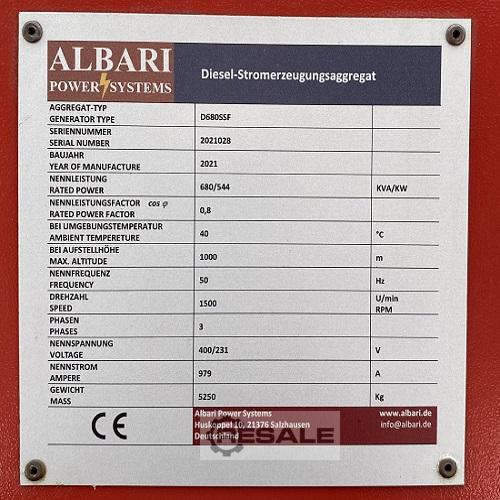 ALBARI
POWER SYSTEMS
Diesel-Stromerzeugungsaggregat
AGGREGAT-TYP
GENERATOR TYPE D680SSF
SERIENNUMMER
SERIAL NUMBER 2021028
BAUJAHR
YEAR OF MANUFACTURE 2021
NENNLEISTUNG
RATED POWER 680/544 KVA/KW
NENNLEISTUNGSFACTOR cos φ
RATED POWER FACTOR 0,8
BEI UMGEBUNGSTEMPERATUR
AMBIENT TEMPERETURE 40 °C
BEI AUFSTELLHÖHE
MAX. ALTITUDE 1000 m
NENNFREQUENZ
FREQUENCY 50 Hz
DREHZAHL U/min
SPEED 1500 RPM
PHASEN
PHASES 3
NENNSPANNUNG
VOLTAGE 400/231 V
NENNSTROM
AMPERE 979 A
GEWICHT
MASS 5250 Kg
CE
Albari Power Systems
Huskoppel 10, 21376 Salzhausen
Deutschland
www.albari.de
info@albari.de
ESALE